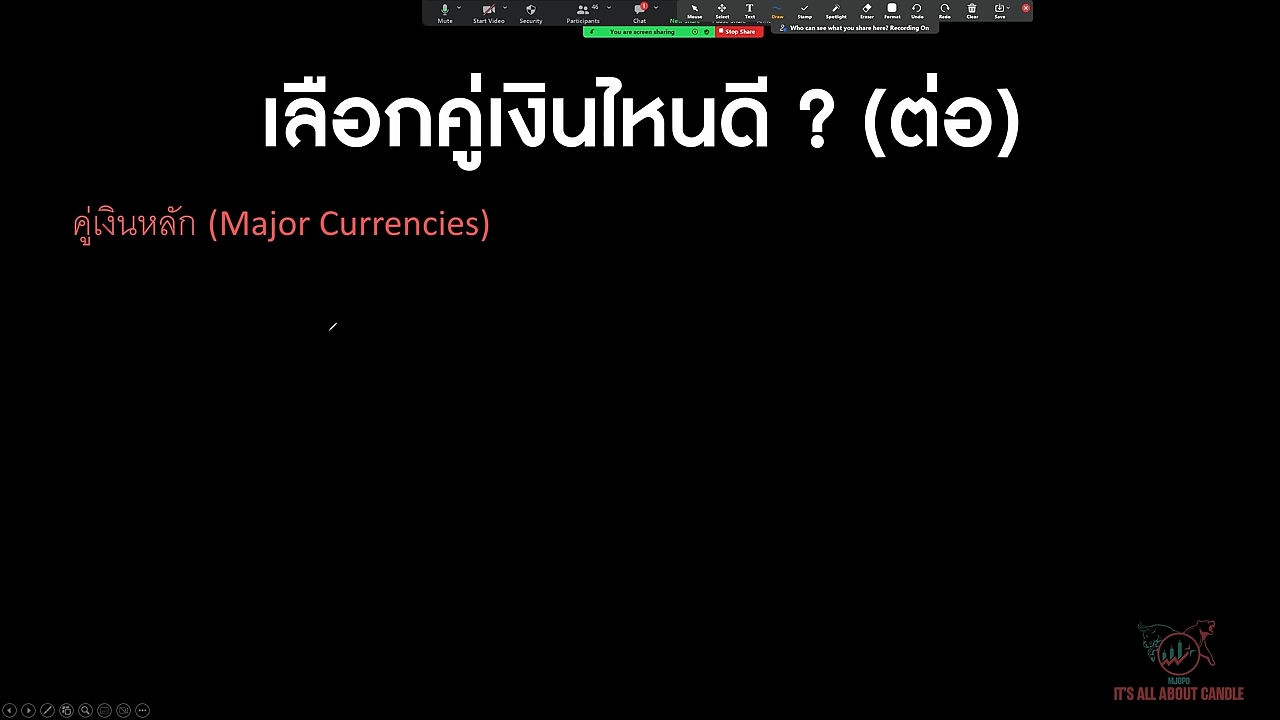 Mute
Start Video
Security
Participants
46
Chat
1
Mouse
Select
Text
Draw
Stamp
Spotlight
Eraser
Format
Undo
Redo
Clear
Save
You are screen sharing
Stop Share
Who can see what you share here? Recording On
เลือกคู่เงินไหนดี ? (ต่อ)
คู่เงินหลัก (Major Currencies)
MJOPO
IT'S ALL ABOUT CANDLE